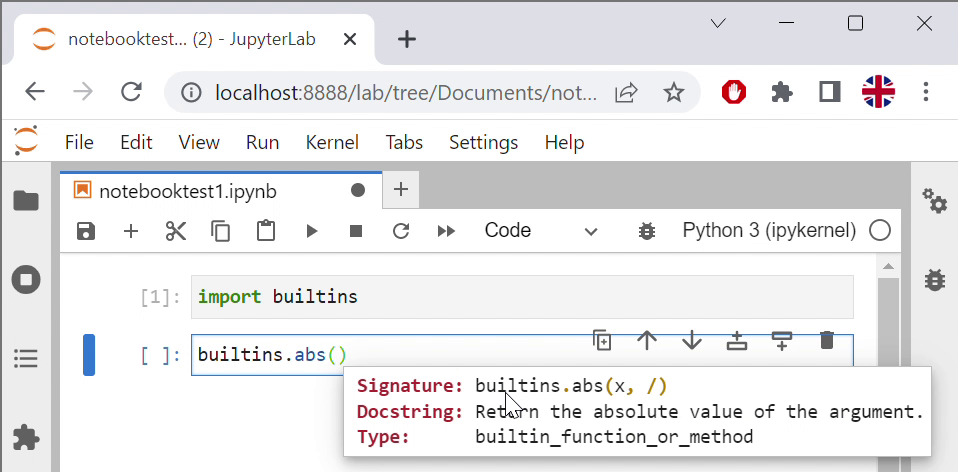 notebooktest... (2) - JupyterLab
localhost:8888/lab/tree/Documents/not...
File Edit View Run Kernel Tabs Settings Help
notebooktest1.ipynb
Code Python 3 (ipykernel)
[1]: import builtins
[ ]: builtins.abs()
Signature: builtins.abs(x, /)
Docstring: Return the absolute value of the argument.
Type: builtin_function_or_method